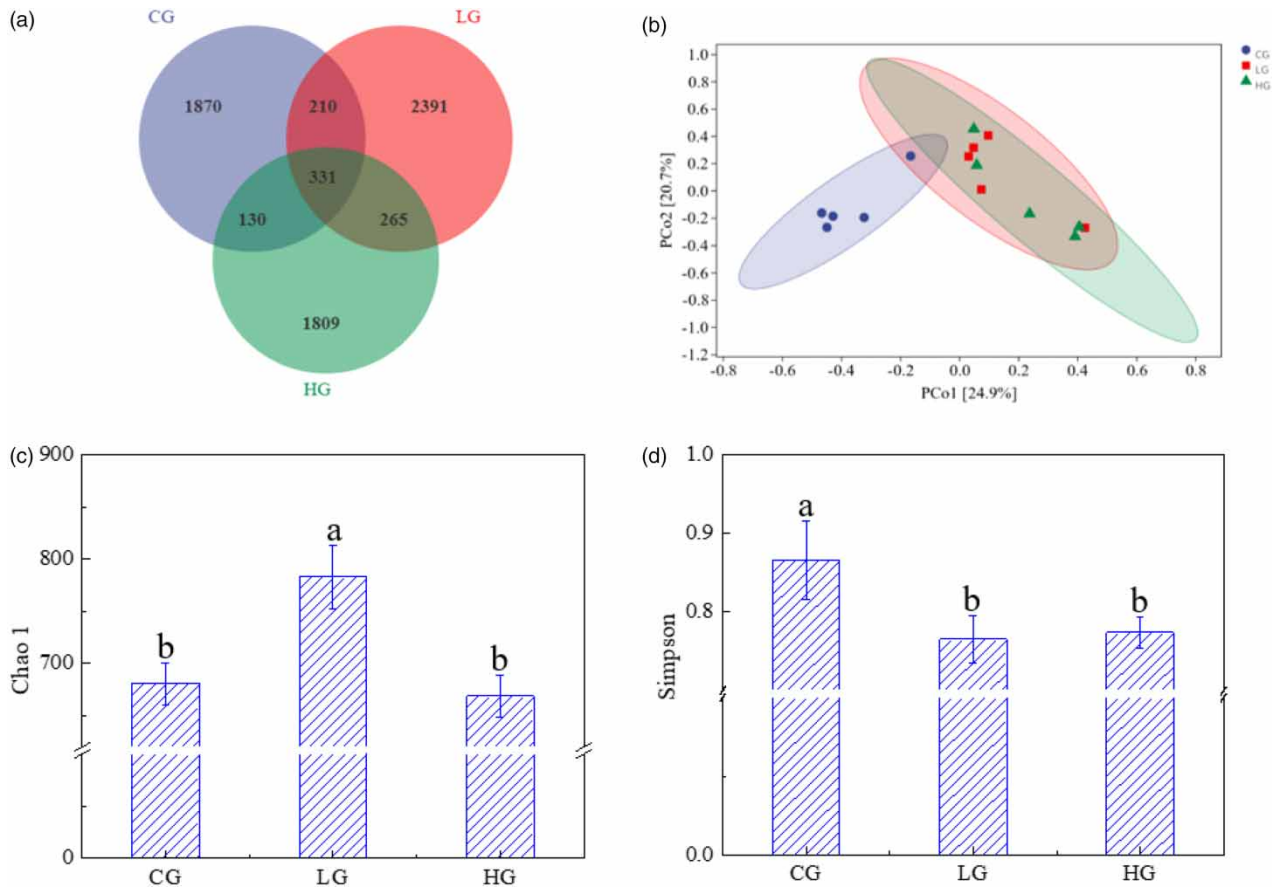 (a)
CG
LG
1870
210
2391
331
130
265
1809
HG
(b)
CG
LG
HG
1.0
0.8
0.6
0.4
0.2
0.0
-0.2
-0.4
-0.6
-0.8
-1.0
-1.2
PCo2 [20.7%]
-0.8
-0.6
-0.4
-0.2
0.0
0.2
0.4
0.6
0.8
PCo1 [24.9%]
(c)
900
800
700
0
Chao 1
b
a
b
CG
LG
HG
(d)
1.0
0.9
0.8
0.0
Simpson
a
b
b
CG
LG
HG